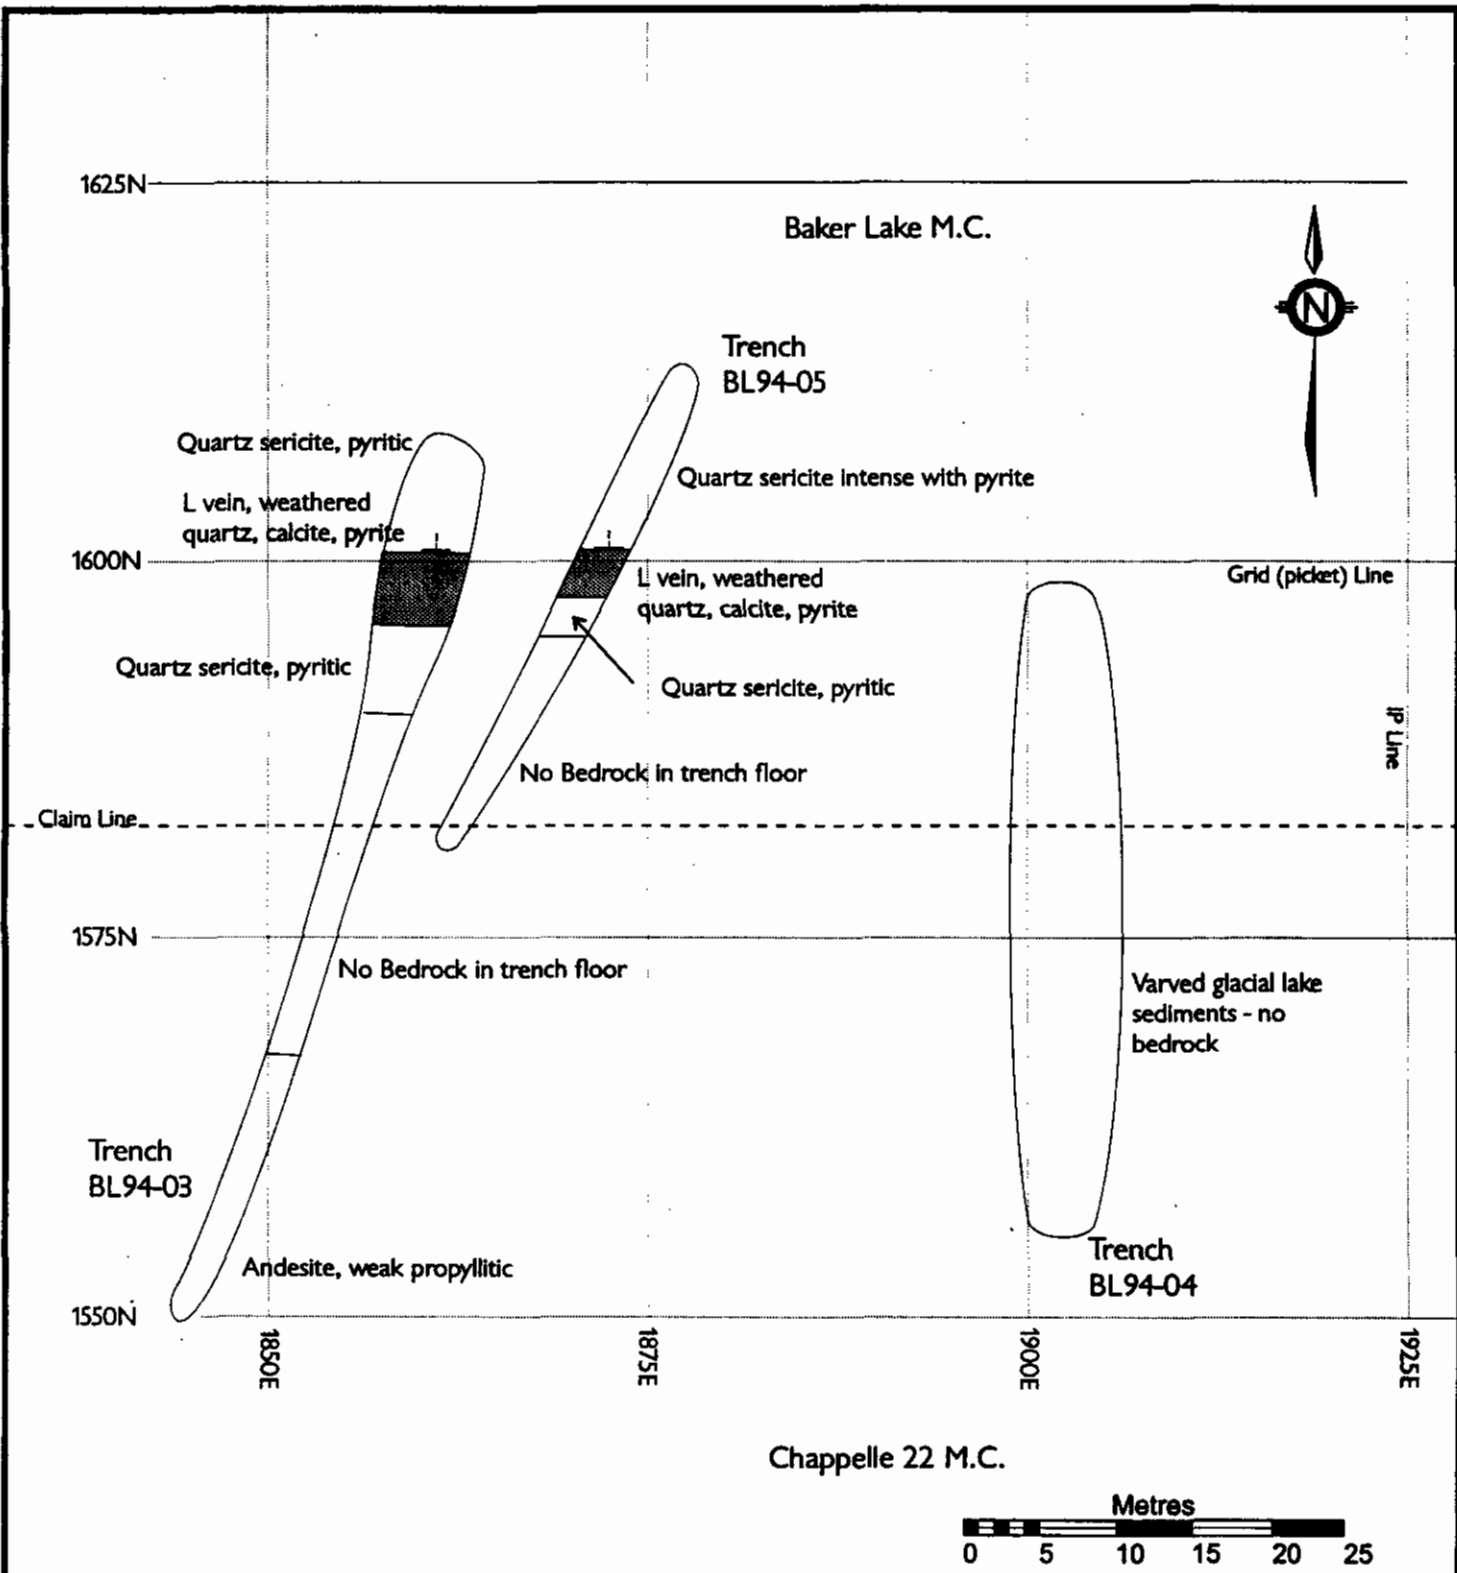 1625N
Baker Lake M.C.
N
Trench
BL94-05
Quartz sericite, pyritic
Quartz sericite intense with pyrite
L vein, weathered
quartz, calcite, pyrite
1600N
Grid (picket) Line
L vein, weathered
quartz, calcite, pyrite
Quartz sericite, pyritic
Quartz sericite, pyritic
IP Line
No Bedrock in trench floor
Claim Line
1575N
No Bedrock in trench floor
Varved glacial lake
sediments - no
bedrock
Trench
BL94-03
Andesite, weak propyllitic
Trench
BL94-04
1550N
1850E
1875E
1900E
1925E
Chappelle 22 M.C.
Metres
0 5 10 15 20 25